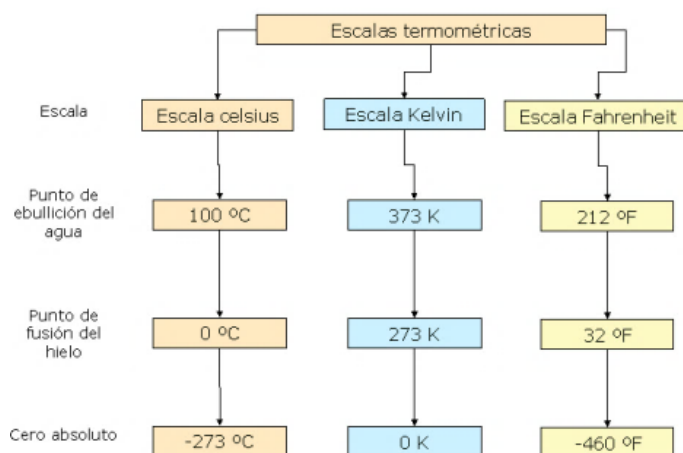 Escalas termométricas
Escala
Escala celsius
Escala Kelvin
Escala Fahrenheit
Punto de
ebullición del
agua
100 ºC
373 K
212 ºF
Punto de
fusión del
hielo
0 ºC
273 K
32 ºF
Cero absoluto
-273 ºC
0 K
-460 ºF